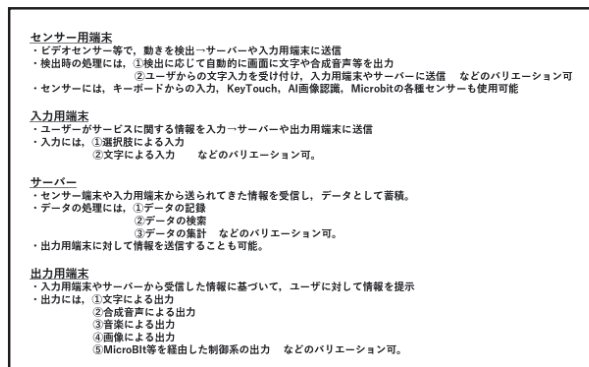 センサー用端末
・ビデオセンサー等で，動きを検出→サーバーや入力用端末に送信
・検出時の処理には，①検出に応じて自動的に画面に文字や合成音声等を出力
②ユーザからの文字入力を受け付け，入力用端末やサーバーに送信　などのバリエーション可
・センサーには，キーボードからの入力，KeyTouch，AI画像認識，Microbitの各種センサーも使用可能
入力用端末
・ユーザーがサービスに関する情報を入力→サーバーや出力用端末に送信
・入力には，①選択肢による入力
②文字による入力　などのバリエーション可。
サーバー
・センサー端末や入力用端末から送られてきた情報を受信し，データとして蓄積。
・データの処理には，①データの記録
②データの検索
③データの集計　などのバリエーション可。
・出力用端末に対して情報を送信することも可能。
出力用端末
・入力用端末やサーバーから受信した情報に基づいて，ユーザに対して情報を提示
・出力には，①文字による出力
②合成音声による出力
③音楽による出力
④画像による出力
⑤MicroBIt等を経由した制御系の出力　などのバリエーション可。